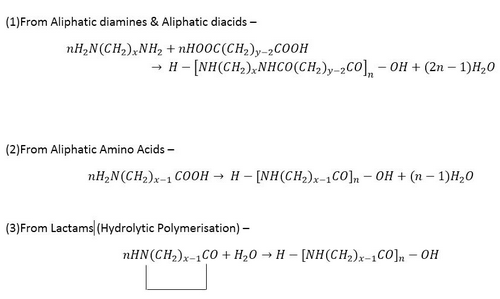 (1)From Aliphatic diamines & Aliphatic diacids –
nH₂N(CH₂)ₓNH₂ + nHOOC(CH₂)ᵧ₋₂COOH
→ H − [NH(CH₂)ₓNHCO(CH₂)ᵧ₋₂CO]ₙ − OH + (2n − 1)H₂O
(2)From Aliphatic Amino Acids –
nH₂N(CH₂)ₓ₋₁ COOH → H − [NH(CH₂)ₓ₋₁CO]ₙ − OH + (n − 1)H₂O
(3)From Lactams (Hydrolytic Polymerisation) –
nHN(CH₂)ₓ₋₁CO + H₂O → H − [NH(CH₂)ₓ₋₁CO]ₙ − OH